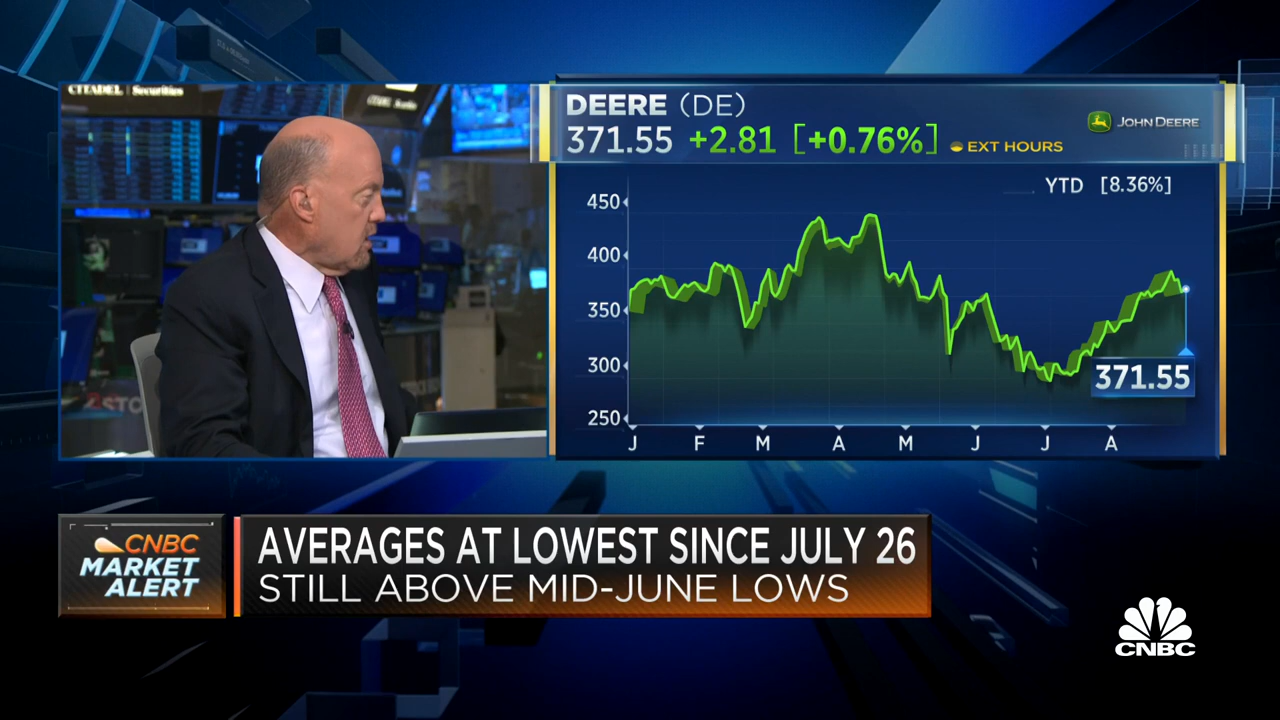 CITADEL | Securities
DEERE (DE)
371.55 +2.81 [+0.76%] EXT HOURS
JOHN DEERE
YTD [8.36%]
450
400
350
300
250
371.55
J F M A M J J A
CNBC
MARKET
ALERT
AVERAGES AT LOWEST SINCE JULY 26
STILL ABOVE MID-JUNE LOWS
CNBC